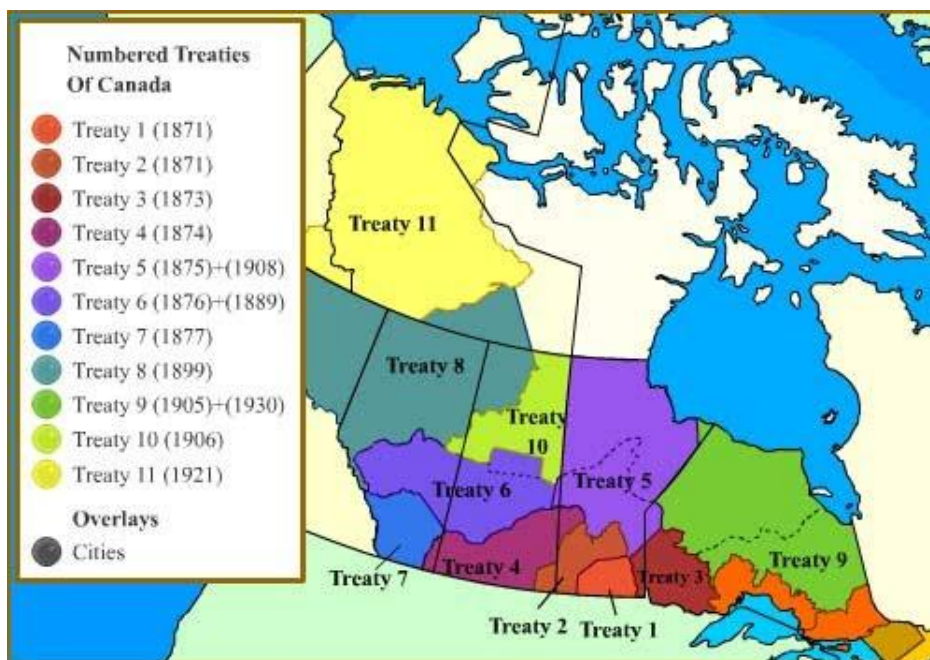 Numbered Treaties
Of Canada
Treaty 1 (1871)
Treaty 2 (1871)
Treaty 3 (1873)
Treaty 4 (1874)
Treaty 5 (1875)+(1908)
Treaty 6 (1876)+(1889)
Treaty 7 (1877)
Treaty 8 (1899)
Treaty 9 (1905)+(1930)
Treaty 10 (1906)
Treaty 11 (1921)
Overlays
Cities
Treaty 11
Treaty 8
Treaty
10
Treaty 5
Treaty 6
Treaty 9
Treaty 7
Treaty 4
Treaty 3
Treaty
2
Treaty
1